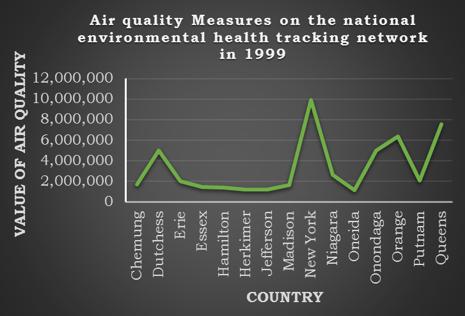 Air quality Measures on the national
environmental health tracking network
in 1999
VALUE OF AIR QUALITY
12,000,000
10,000,000
8,000,000
6,000,000
4,000,000
2,000,000
0
Chemung
Dutchess
Erie
Essex
Hamilton
Herkimer
Jefferson
Madison
New York
Niagara
Oneida
Onondaga
Orange
Putnam
Queens
COUNTRY